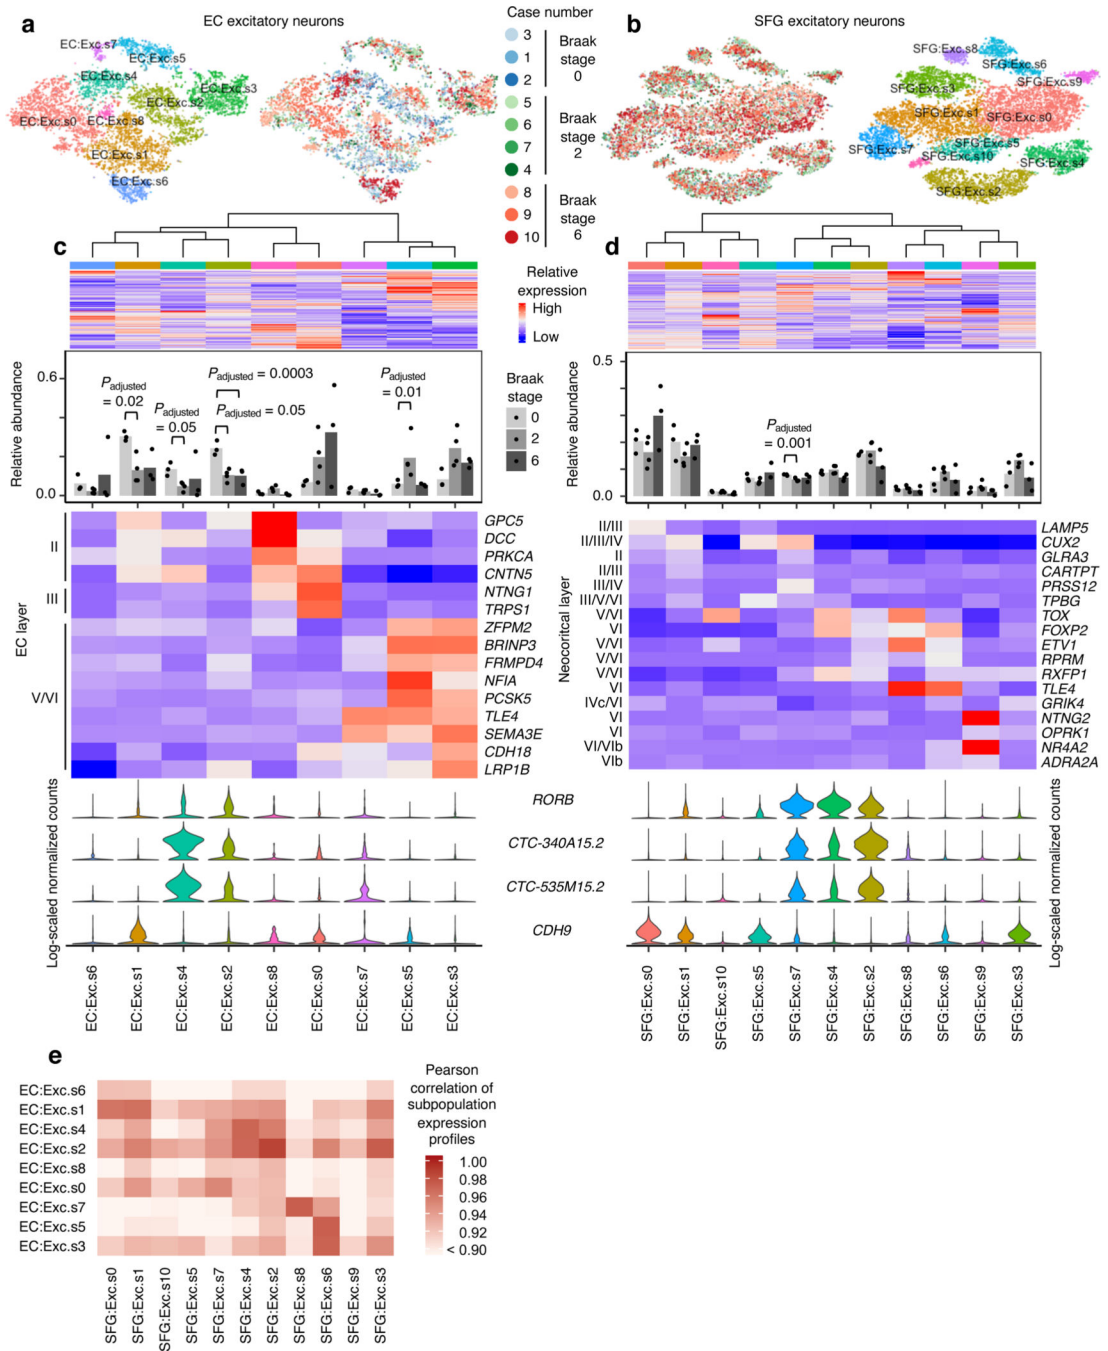 a
EC excitatory neurons
EC:Exc.s7
EC:Exc.s5
EC:Exc.s4
EC:Exc.s3
EC:Exc.s2
EC:Exc.s0
EC:Exc.s8
EC:Exc.s1
EC:Exc.s6
Case number
3
1
2
Braak
stage
0
5
6
7
4
Braak
stage
2
8
9
10
Braak
stage
6
b
SFG excitatory neurons
SFG:Exc.s8
SFG:Exc.s6
SFG:Exc.s9
SFG:Exc.s3
SFG:Exc.s1
SFG:Exc.s0
SFG:Exc.s5
SFG:Exc.s7
SFG:Exc.s10
SFG:Exc.s4
SFG:Exc.s2
c
Relative
expression
High
Low
d
Relative abundance
0.6
0.0
Padjusted
= 0.02
Padjusted
= 0.05
Padjusted = 0.0003
Padjusted = 0.05
Padjusted
= 0.01
Braak
stage
0
2
6
Relative abundance
0.5
0.0
Padjusted
= 0.001
EC layer
II
III
V/VI
GPC5
DCC
PRKCA
CNTN5
NTNG1
TRPS1
ZFPM2
BRINP3
FRMPD4
NFIA
PCSK5
TLE4
SEMA3E
CDH18
LRP1B
Neocoritcal layer
II/III
II/III/IV
II
II/III
III/IV
III/V/VI
V/VI
VI
V/VI
V/VI
V/VI
VI
IVc/VI
VI
VI
VI/VIb
VIb
LAMP5
CUX2
GLRA3
CARTPT
PRSS12
TPBG
TOX
FOXP2
ETV1
RPRM
RXFP1
TLE4
GRIK4
NTNG2
OPRK1
NR4A2
ADRA2A
Log-scaled normalized counts
RORB
CTC-340A15.2
CTC-535M15.2
CDH9
Log-scaled normalized counts
EC:Exc.s6
EC:Exc.s1
EC:Exc.s4
EC:Exc.s2
EC:Exc.s8
EC:Exc.s0
EC:Exc.s7
EC:Exc.s5
EC:Exc.s3
SFG:Exc.s0
SFG:Exc.s1
SFG:Exc.s10
SFG:Exc.s5
SFG:Exc.s7
SFG:Exc.s4
SFG:Exc.s2
SFG:Exc.s8
SFG:Exc.s6
SFG:Exc.s9
SFG:Exc.s3
e
EC:Exc.s6
EC:Exc.s1
EC:Exc.s4
EC:Exc.s2
EC:Exc.s8
EC:Exc.s0
EC:Exc.s7
EC:Exc.s5
EC:Exc.s3
SFG:Exc.s0
SFG:Exc.s1
SFG:Exc.s10
SFG:Exc.s5
SFG:Exc.s7
SFG:Exc.s4
SFG:Exc.s2
SFG:Exc.s8
SFG:Exc.s6
SFG:Exc.s9
SFG:Exc.s3
Pearson
correlation of
subpopulation
expression
profiles
1.00
0.98
0.96
0.94
0.92
< 0.90